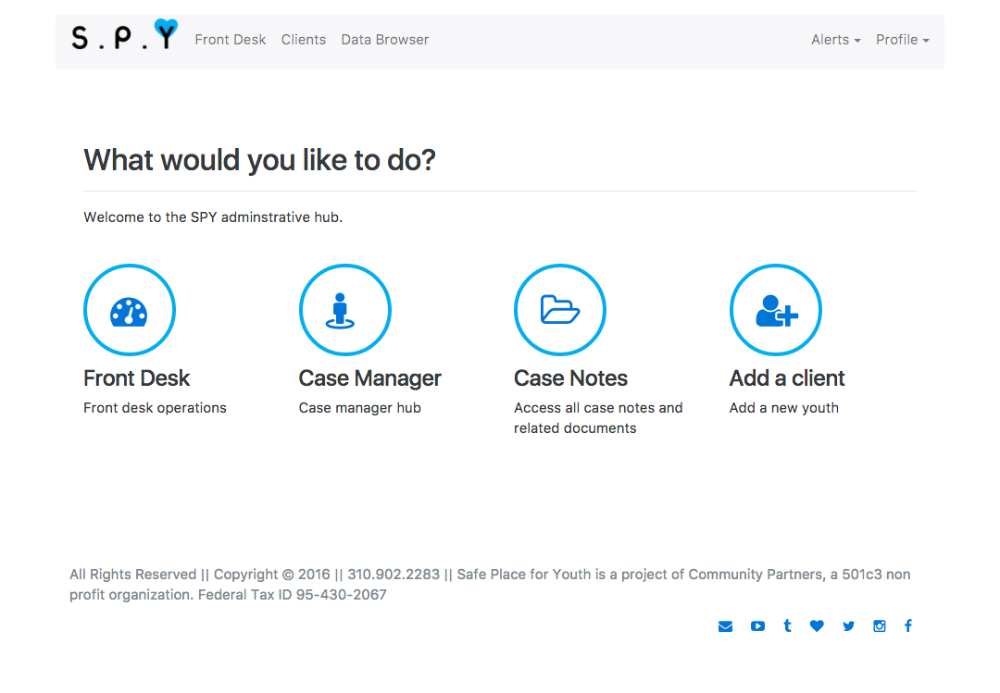 S . P . Y Front Desk Clients Data Browser Alerts Profile
What would you like to do?
Welcome to the SPY adminstrative hub.
Front Desk
Front desk operations
Case Manager
Case manager hub
Case Notes
Access all case notes and
related documents
Add a client
Add a new youth
All Rights Reserved || Copyright © 2016 || 310.902.2283 || Safe Place for Youth is a project of Community Partners, a 501c3 non
profit organization. Federal Tax ID 95-430-2067